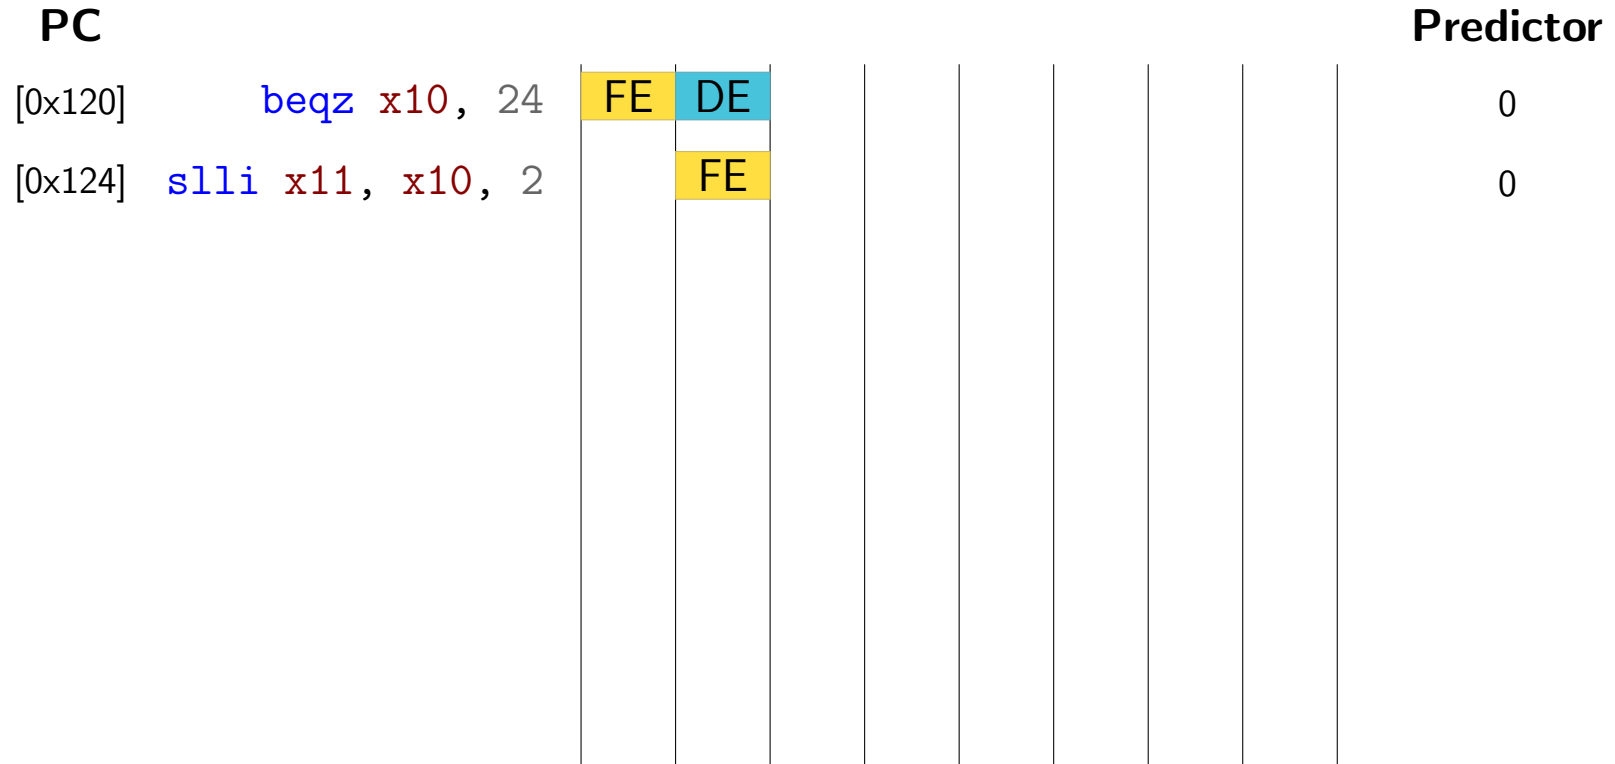 PC Predictor
[0x120] beqz x10, 24 FE DE 0
[0x124] slli x11, x10, 2 FE 0